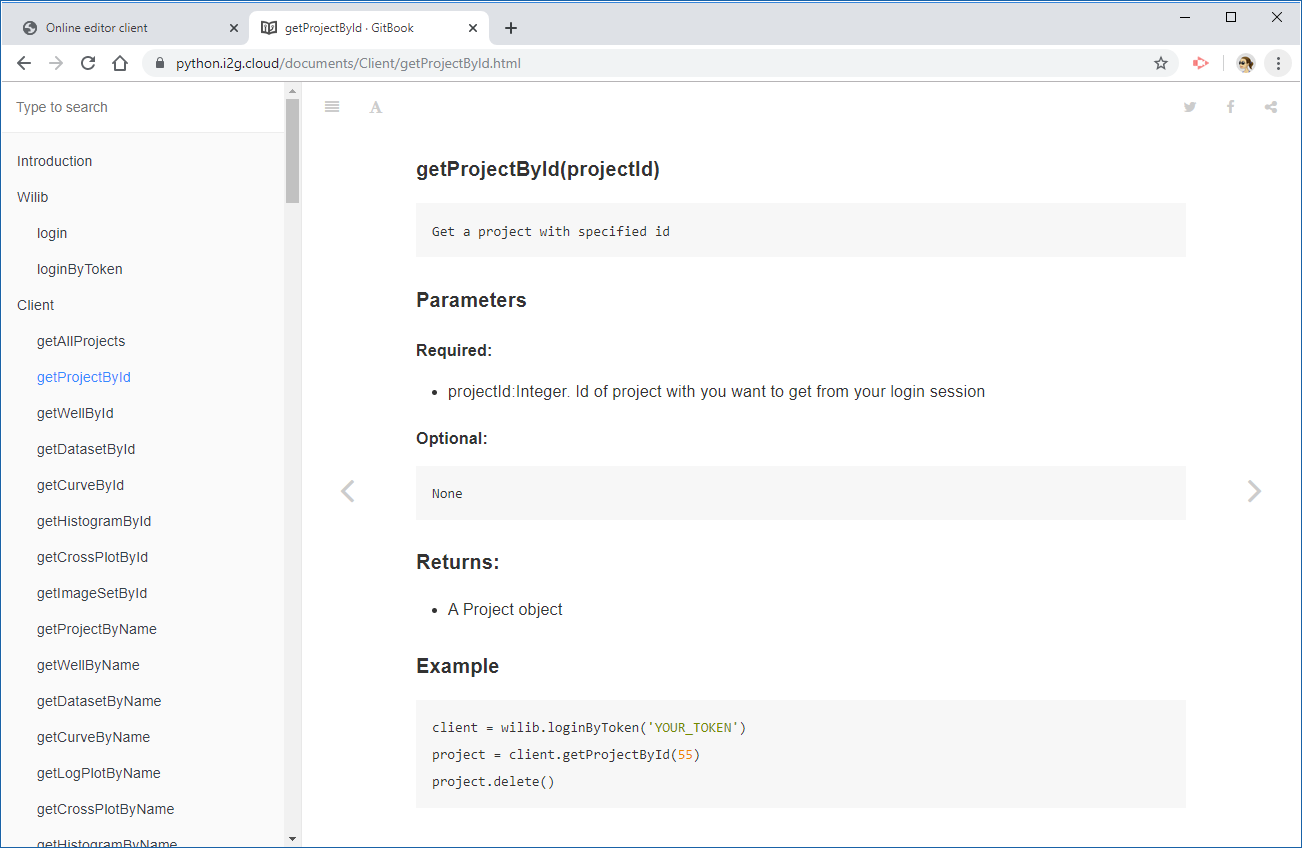 Online editor client
getProjectById · GitBook
python.i2g.cloud/documents/Client/getProjectById.html
Type to search
Introduction
Wilib
login
loginByToken
Client
getAllProjects
getProjectById
getWellById
getDatasetById
getCurveById
getHistogramById
getCrossPlotById
getImageSetById
getProjectByName
getWellByName
getDatasetByName
getCurveByName
getLogPlotByName
getCrossPlotByName
getHistogramByName
A
getProjectById(projectId)
Get a project with specified id
Parameters
Required:
• projectId:Integer. Id of project with you want to get from your login session
Optional:
None
Returns:
• A Project object
Example
client = wilib.loginByToken('YOUR_TOKEN')
project = client.getProjectById(55)
project.delete()